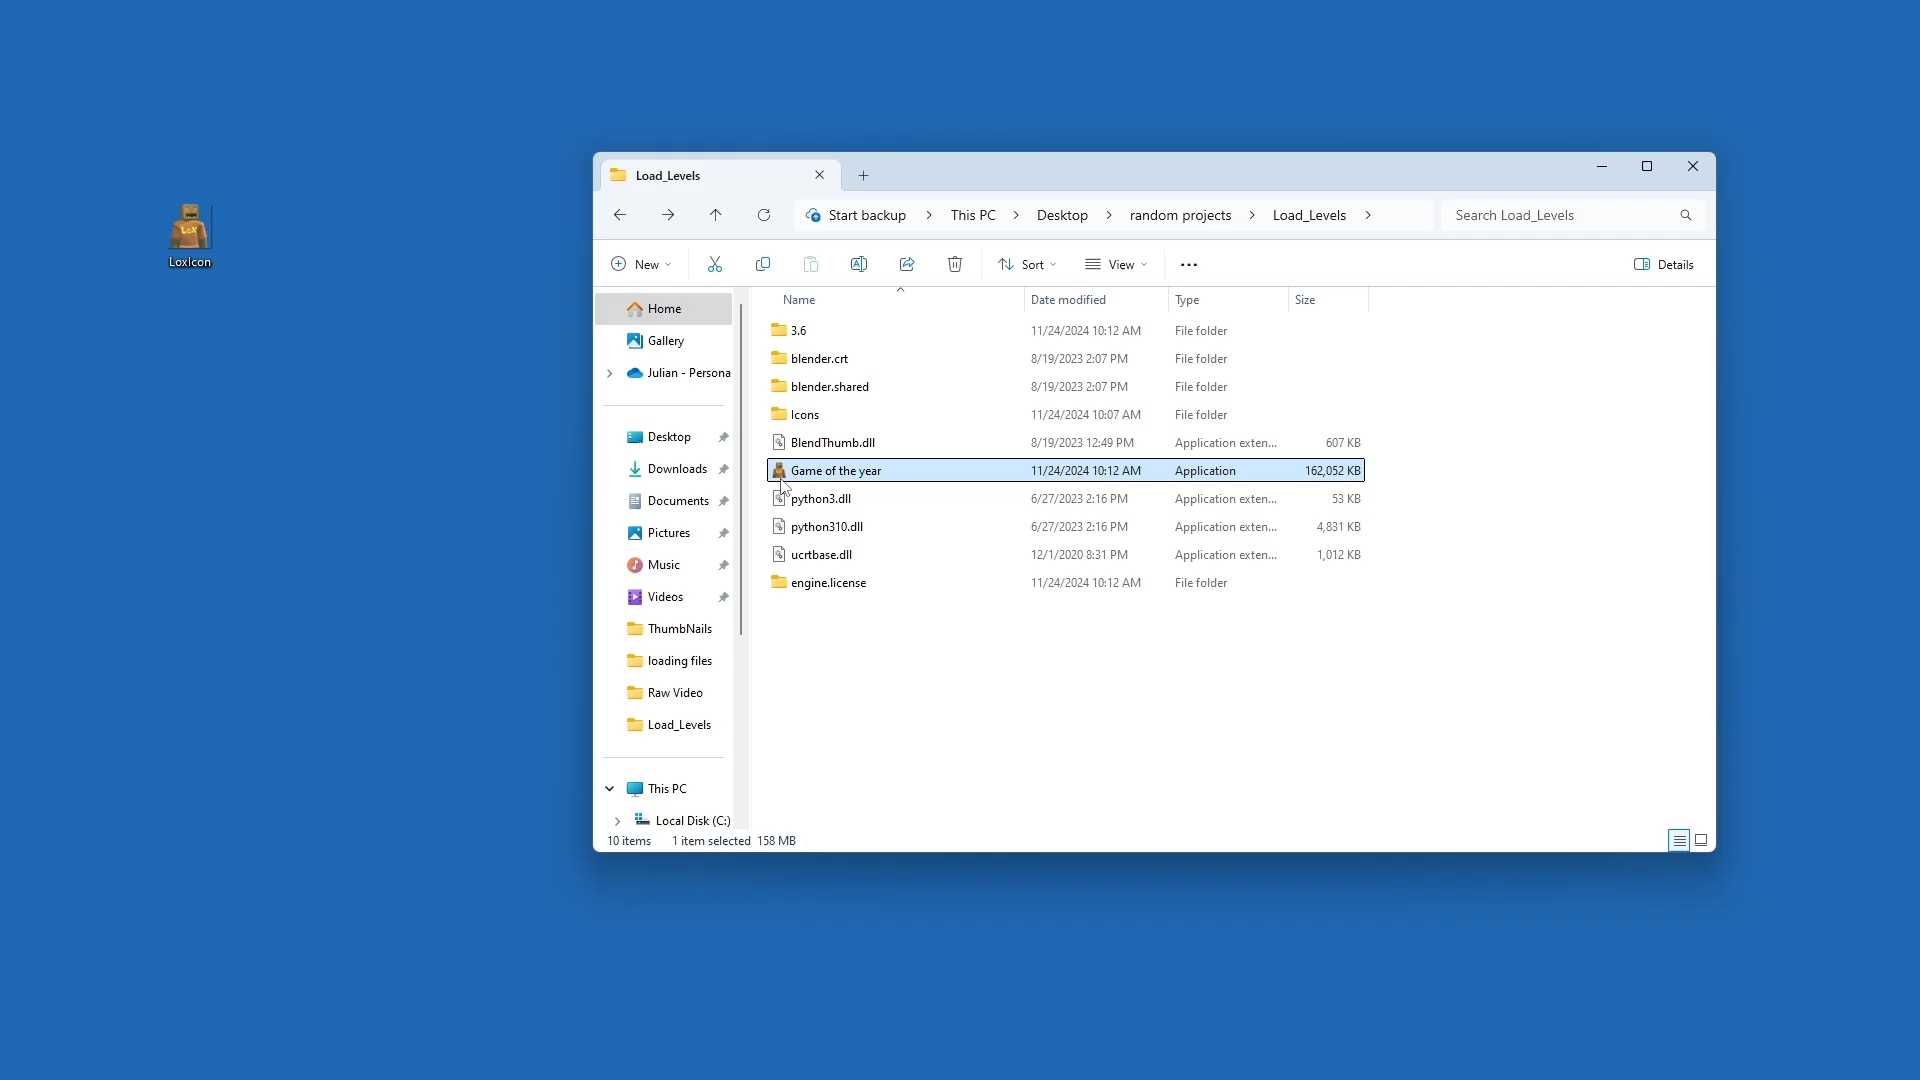 LoX
LoxIcon
Load_Levels
Start backup > This PC > Desktop > random projects > Load_Levels >
Search Load_Levels
New
Sort
View
Details
Home
Gallery
Julian - Persona
Desktop
Downloads
Documents
Pictures
Music
Videos
ThumbNails
loading files
Raw Video
Load_Levels
This PC
Local Disk (C:)
Name Date modified Type Size
3.6 11/24/2024 10:12 AM File folder
blender.crt 8/19/2023 2:07 PM File folder
blender.shared 8/19/2023 2:07 PM File folder
Icons 11/24/2024 10:07 AM File folder
BlendThumb.dll 8/19/2023 12:49 PM Application exten... 607 KB
Game of the year 11/24/2024 10:12 AM Application 162,052 KB
python3.dll 6/27/2023 2:16 PM Application exten... 53 KB
python310.dll 6/27/2023 2:16 PM Application exten... 4,831 KB
ucrtbase.dll 12/1/2020 8:31 PM Application exten... 1,012 KB
engine.license 11/24/2024 10:12 AM File folder
10 items 1 item selected 158 MB